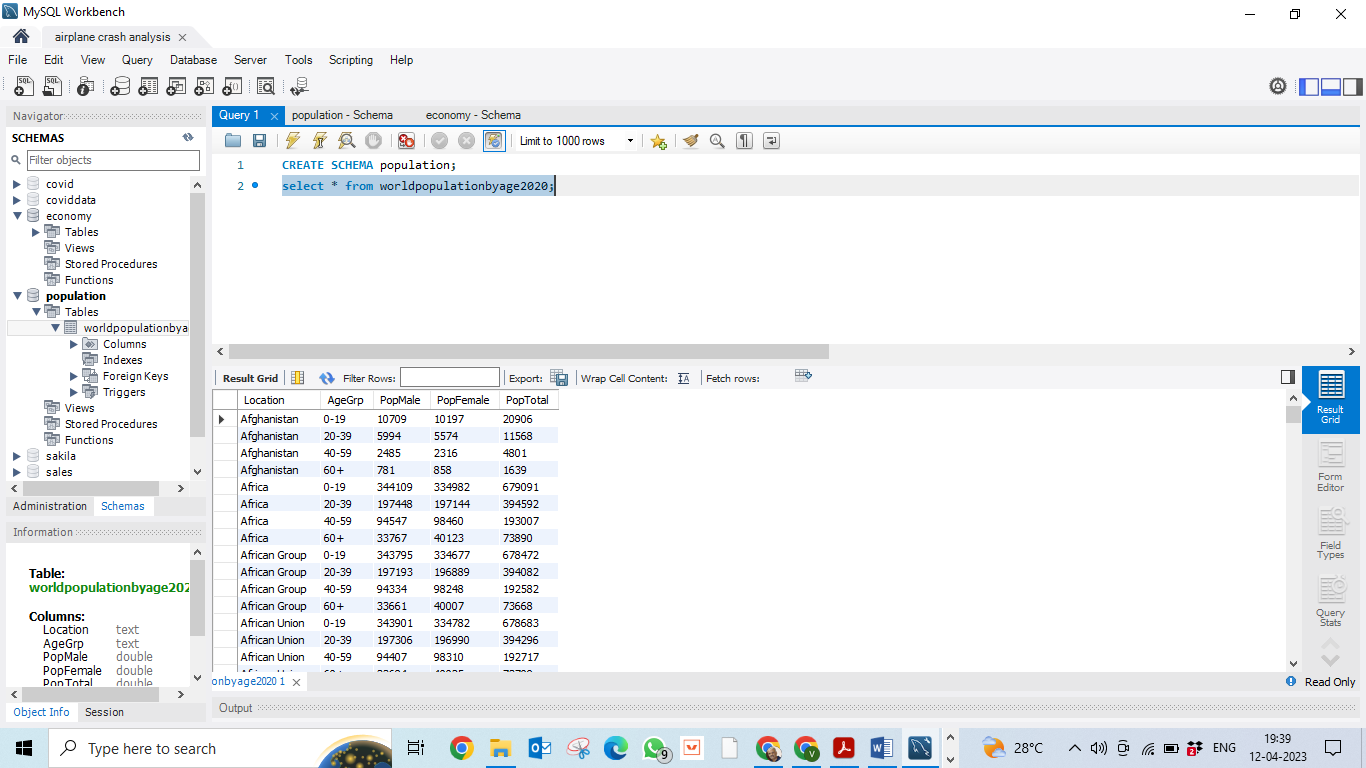 MySQL Workbench
airplane crash analysis
File Edit View Query Database Server Tools Scripting Help
Navigator
SCHEMAS
Filter objects
covid
coviddata
economy
Tables
Views
Stored Procedures
Functions
population
Tables
worldpopulationbya
Columns
Indexes
Foreign Keys
Triggers
Views
Stored Procedures
Functions
sakila
sales
Administration Schemas
Information
Table:
worldpopulationbyage202
Columns:
Location text
AgeGrp text
PopMale double
PopFemale double
PopTotal double
Object Info Session
Query 1 population - Schema economy - Schema
Limit to 1000 rows
1 CREATE SCHEMA population;
2 select * from worldpopulationbyage2020;
Result Grid Filter Rows: Export: Wrap Cell Content: Fetch rows:
Location AgeGrp PopMale PopFemale PopTotal
Afghanistan 0-19 10709 10197 20906
Afghanistan 20-39 5994 5574 11568
Afghanistan 40-59 2485 2316 4801
Afghanistan 60+ 781 858 1639
Africa 0-19 344109 334982 679091
Africa 20-39 197448 197144 394592
Africa 40-59 94547 98460 193007
Africa 60+ 33767 40123 73890
African Group 0-19 343795 334677 678472
African Group 20-39 197193 196889 394082
African Group 40-59 94334 98248 192582
African Group 60+ 33661 40007 73668
African Union 0-19 343901 334782 678683
African Union 20-39 197306 196990 394296
African Union 40-59 94407 98310 192717
Result
Grid
Form
Editor
Field
Types
Query
Stats
onbyage2020 1
Read Only
Output
Type here to search
9
28°C
2
ENG
19:39
12-04-2023